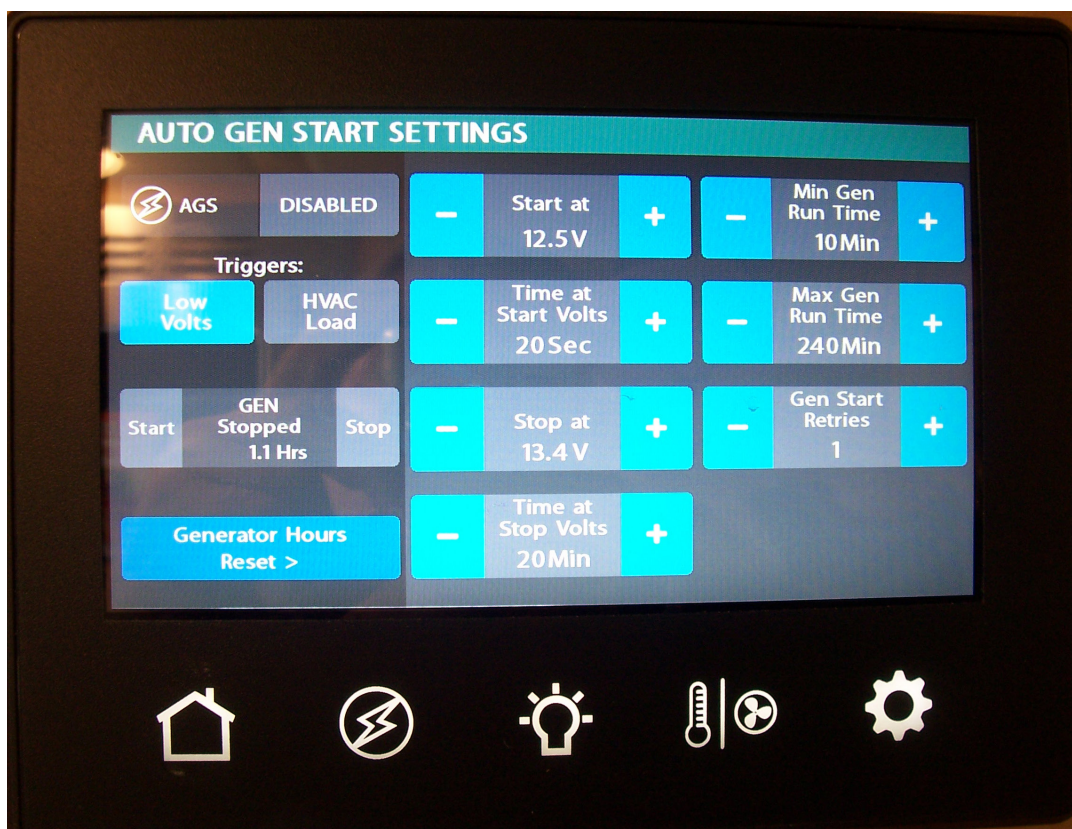 AUTO GEN START SETTINGS
AGS DISABLED
Triggers:
Low
Volts
HVAC
Load
Start
GEN
Stopped
1.1 Hrs
Stop
Generator Hours
Reset >
– Start at +
12.5V
– Time at
Start Volts +
20Sec
– Stop at +
13.4V
– Time at
Stop Volts +
20Min
– Min Gen
Run Time +
10Min
– Max Gen
Run Time +
240Min
– Gen Start
Retries +
1